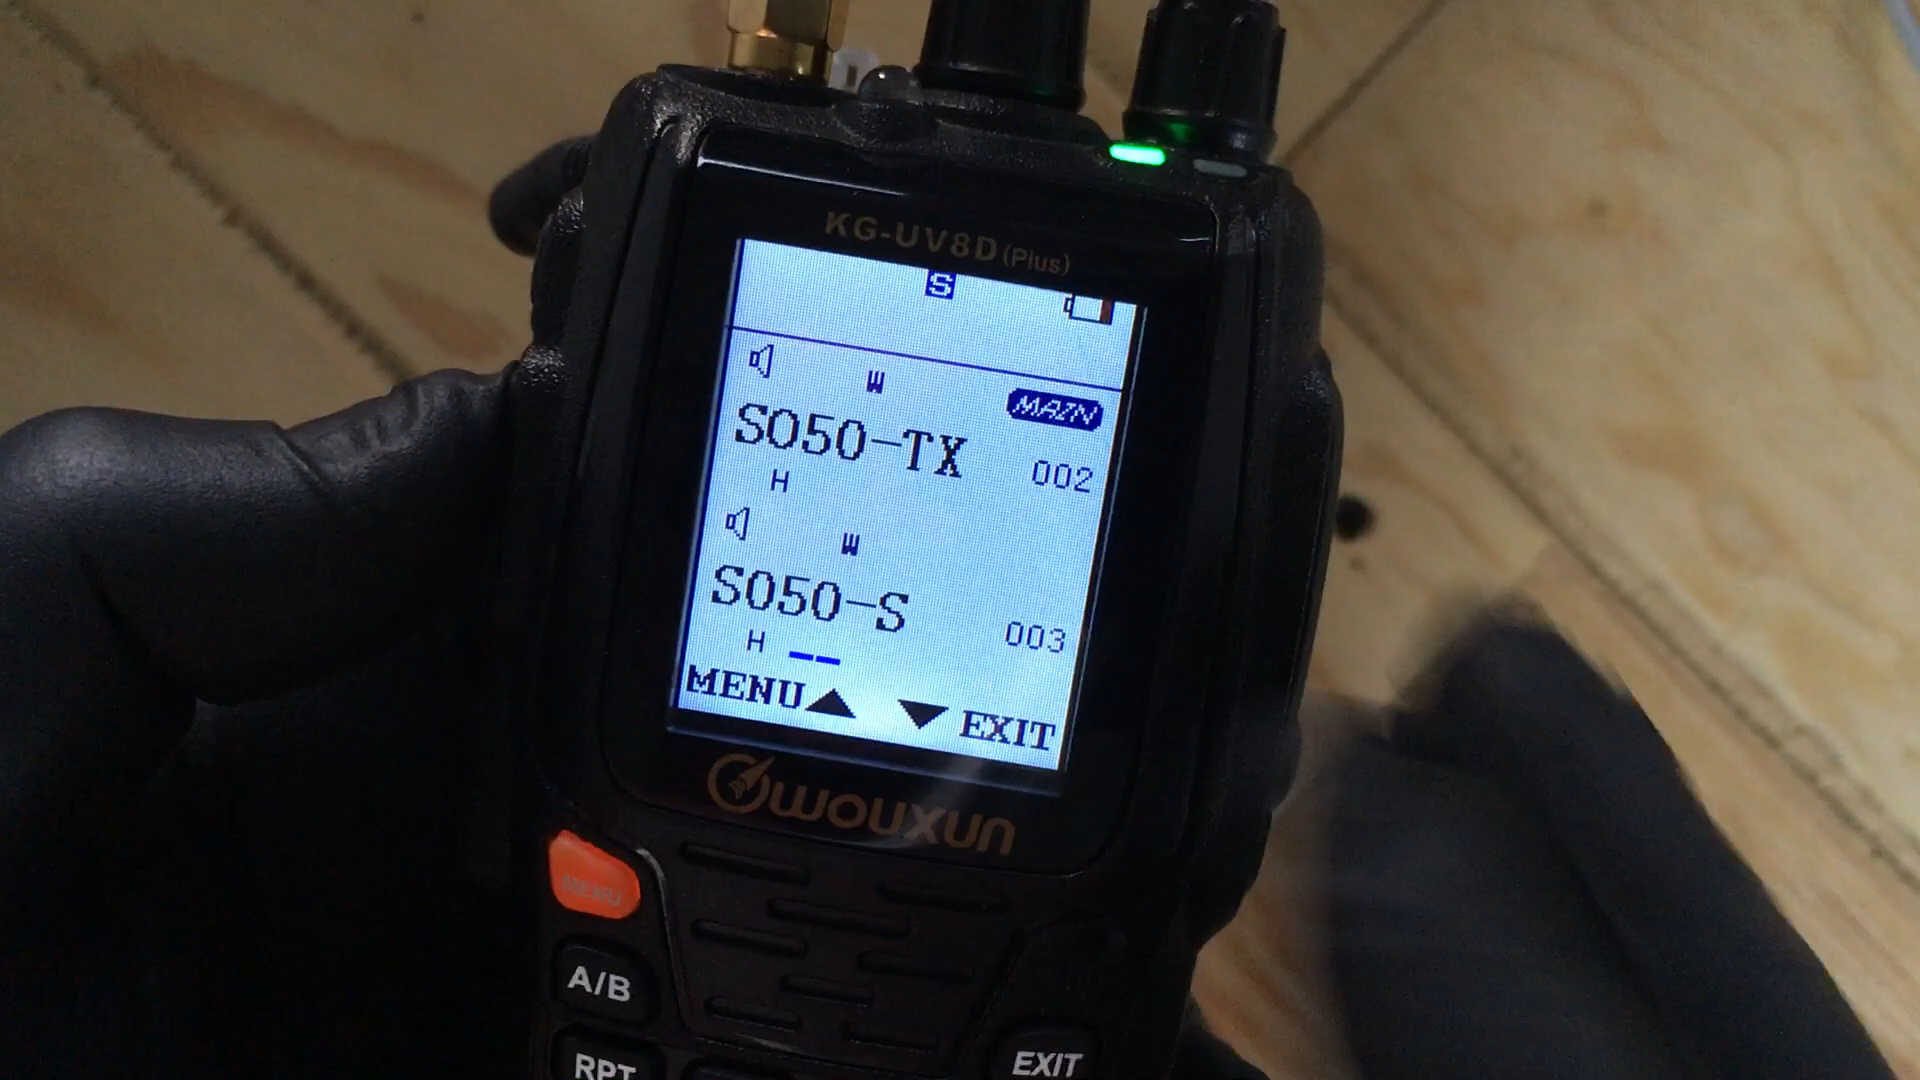 KG-UV8D(Plus)
S
W
MAIN
SO50-TX 002
H
W
SO50-S 003
H
MENU EXIT
WOUXUN
MENU
A/B
RPT
EXIT